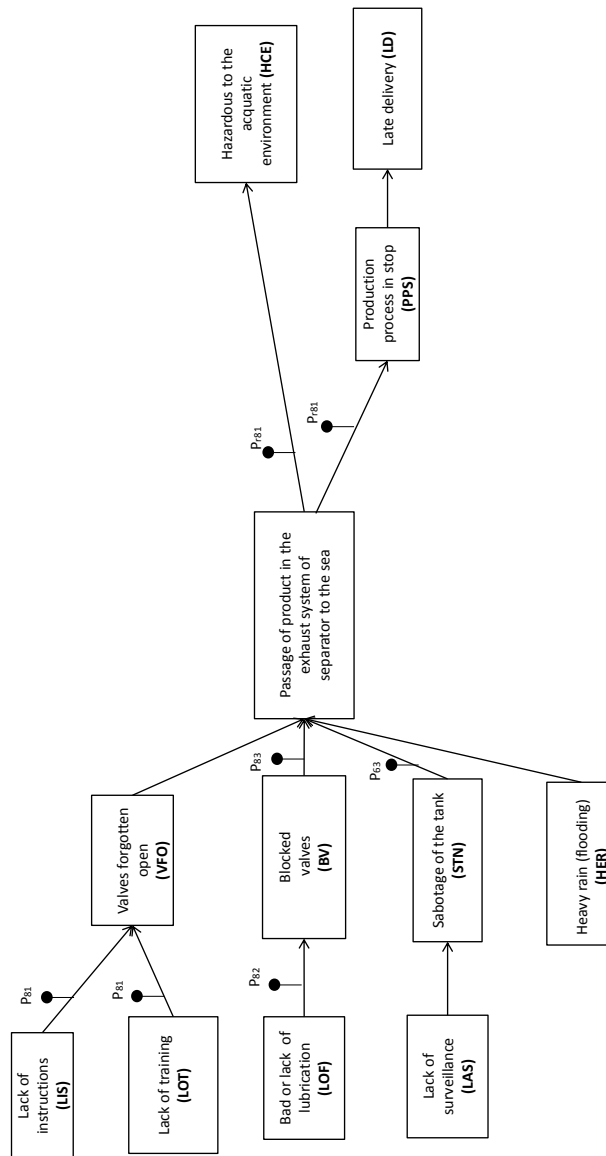 Lack of
instructions
(LIS)
P81
Lack of training
(LOT)
P81
Valves forgotten
open
(VFO)
Bad or lack of
lubrication
(LOF)
P82
Blocked
valves
(BV)
P83
Lack of
surveillance
(LAS)
Sabotage of the tank
(STN)
P63
Heavy rain (flooding)
(HER)
Passage of product in the
exhaust system of
separator to the sea
Pr81
Hazardous to the
acquatic
environment (HCE)
Pr81
Production
process in stop
(PPS)
Late delivery (LD)